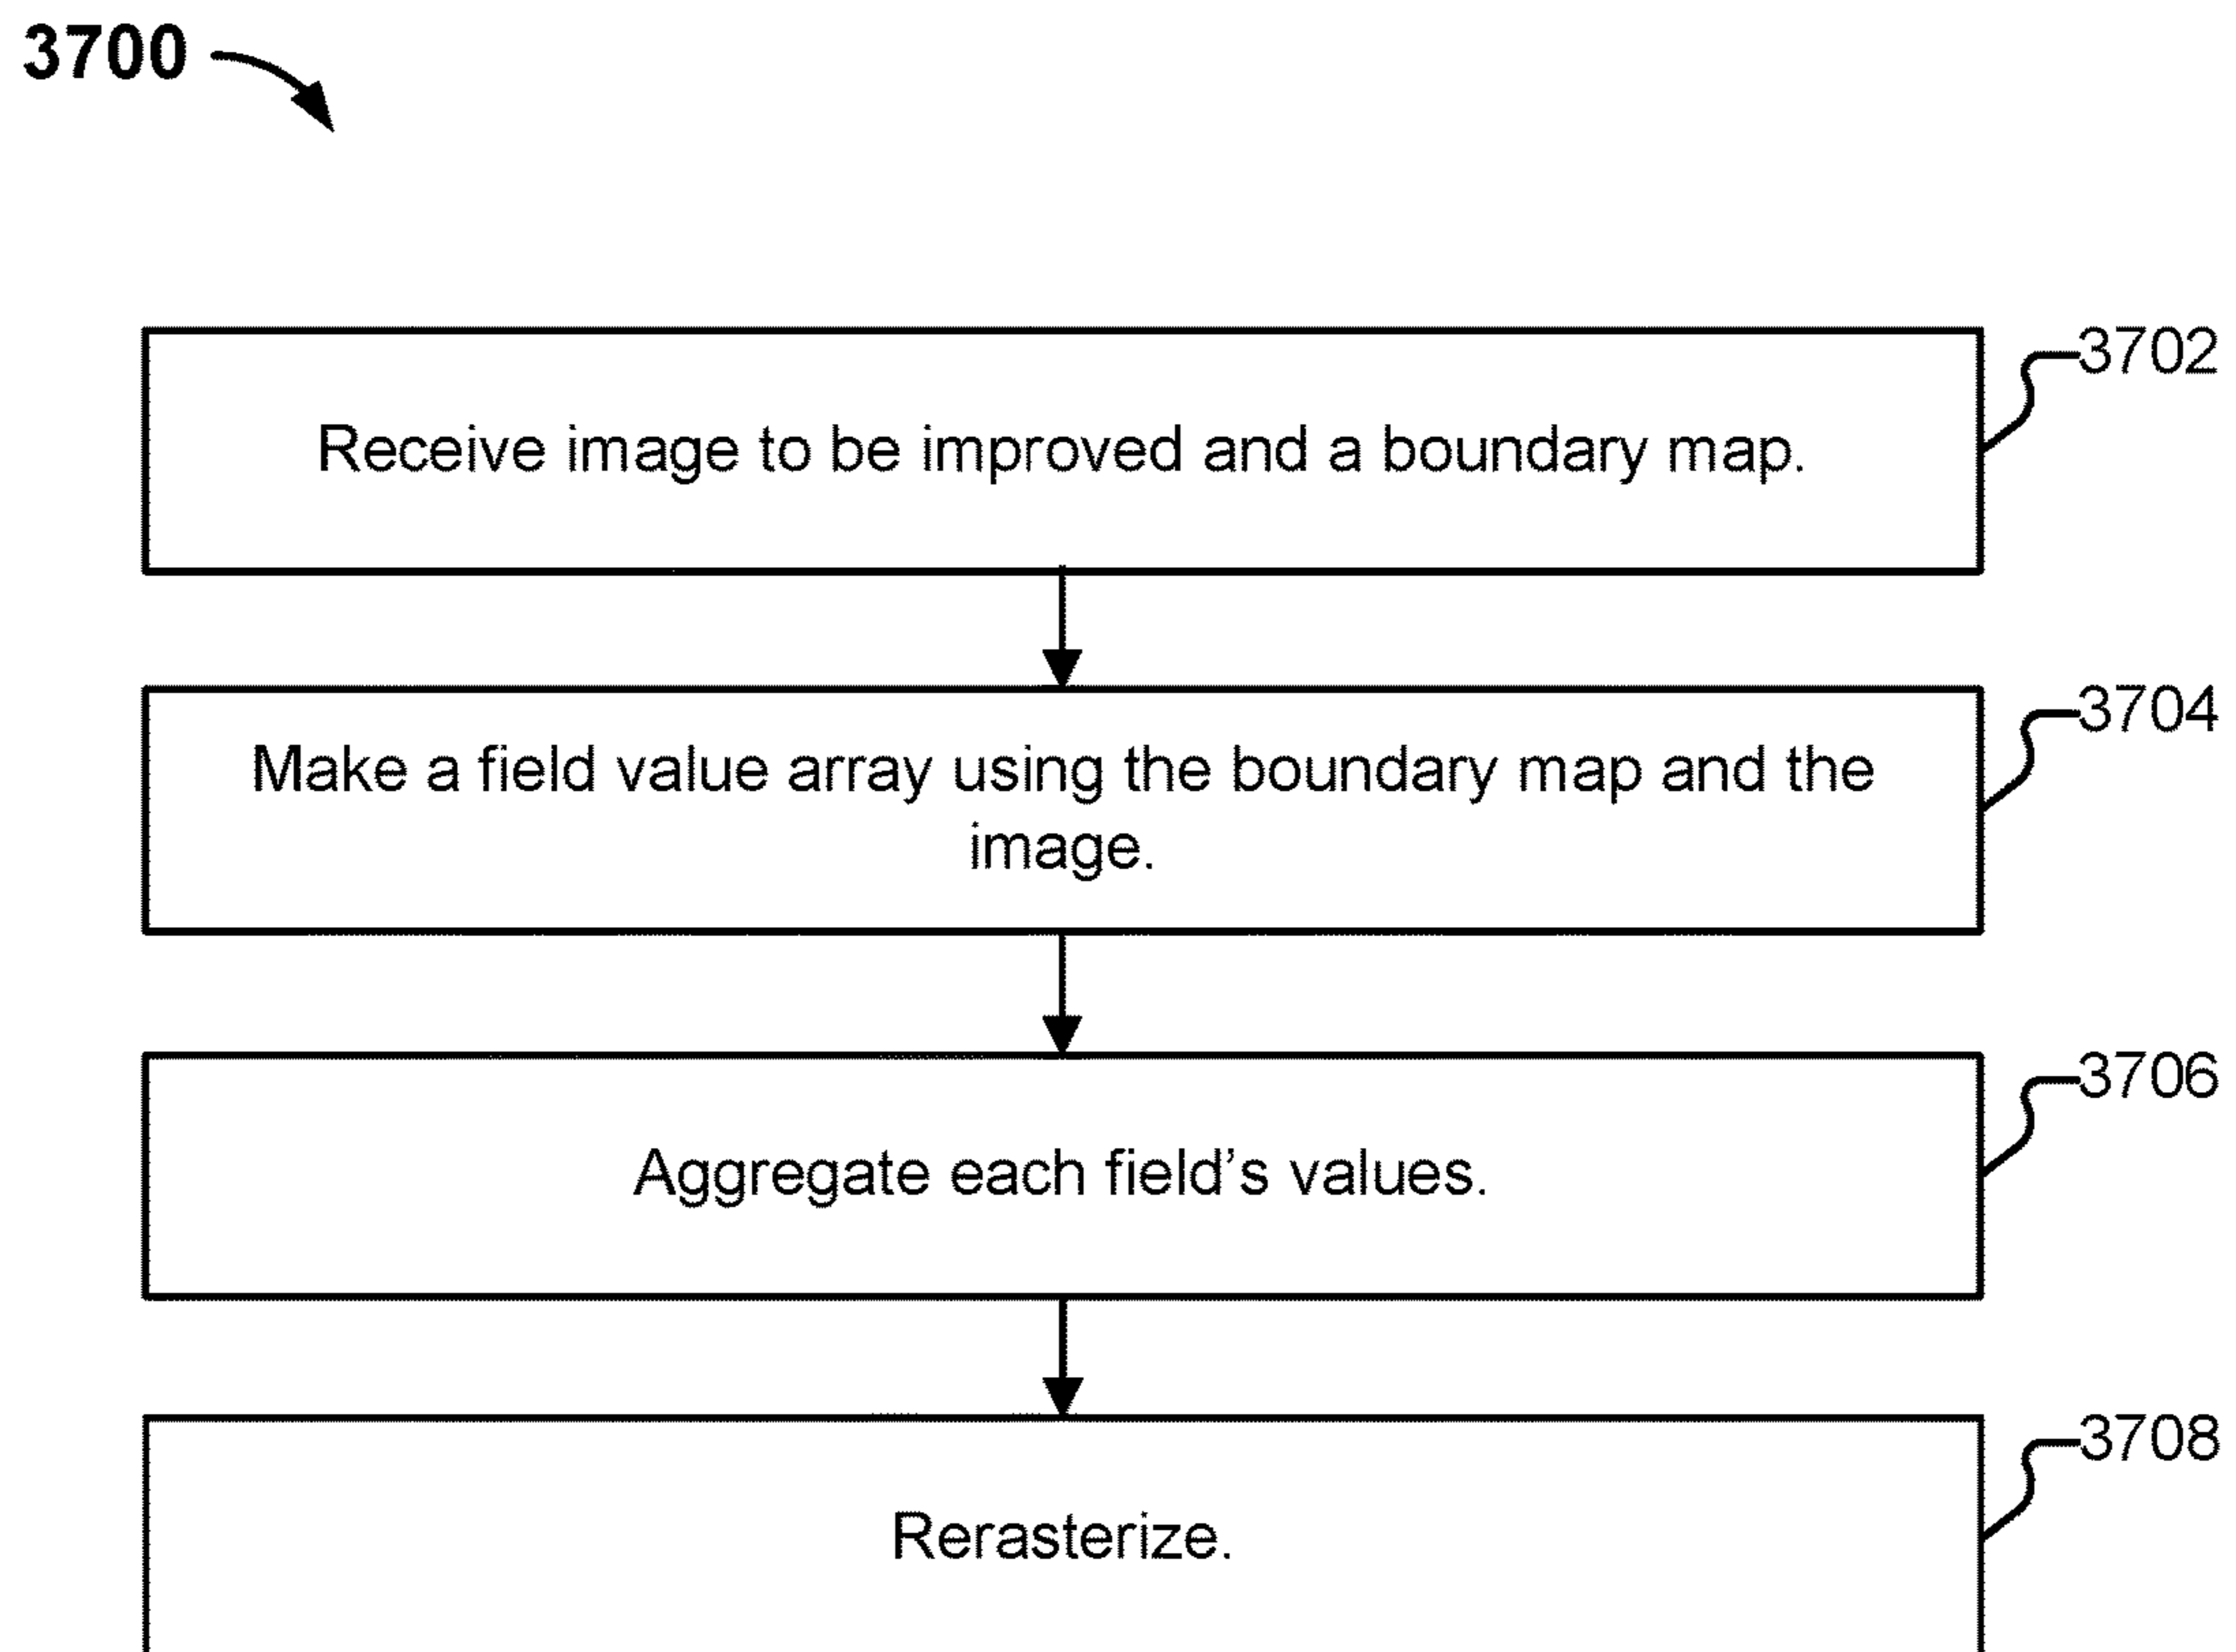 3700
3702
Receive image to be improved and a boundary map.
3704
Make a field value array using the boundary map and the
image.
3706
Aggregate each field’s values.
3708
Rerasterize.